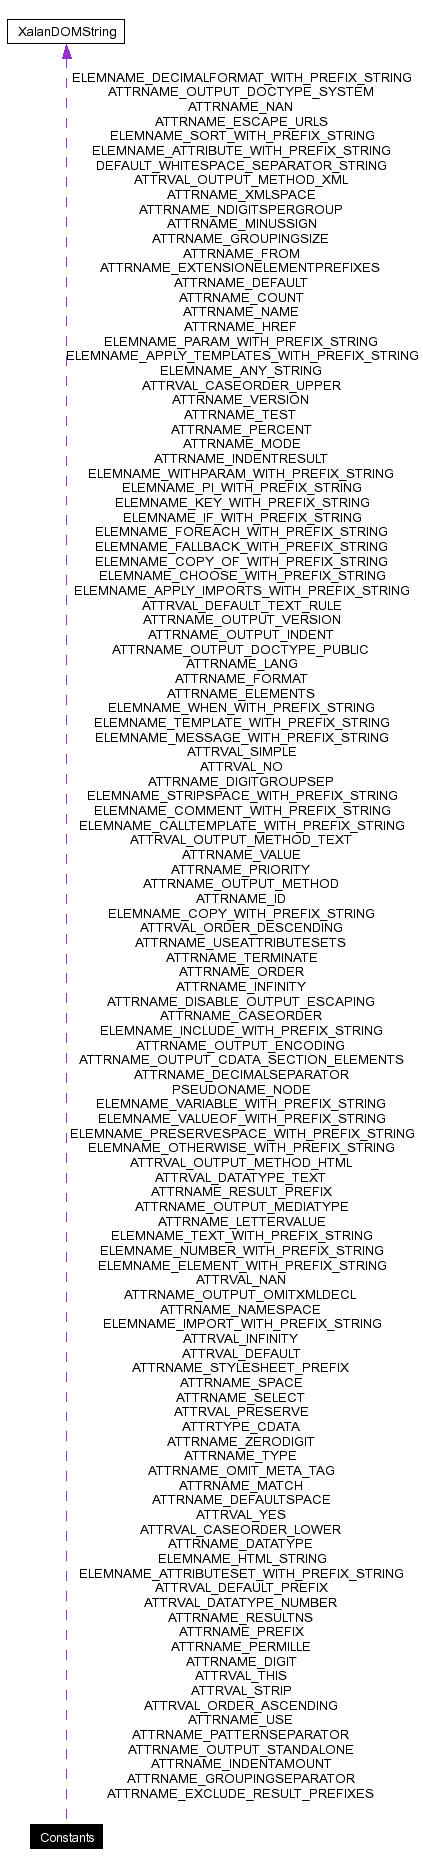 XalanDOMString
ELEMNAME_DECIMALFORMAT_WITH_PREFIX_STRING
ATTRNAME_OUTPUT_DOCTYPE_SYSTEM
ATTRNAME_NAN
ATTRNAME_ESCAPE_URLS
ELEMNAME_SORT_WITH_PREFIX_STRING
ELEMNAME_ATTRIBUTE_WITH_PREFIX_STRING
DEFAULT_WHITESPACE_SEPARATOR_STRING
ATTRVAL_OUTPUT_METHOD_XML
ATTRNAME_XMLSPACE
ATTRNAME_NDIGITSPERGROUP
ATTRNAME_MINUSSIGN
ATTRNAME_GROUPINGSIZE
ATTRNAME_FROM
ATTRNAME_EXTENSIONELEMENTPREFIXES
ATTRNAME_DEFAULT
ATTRNAME_COUNT
ATTRNAME_NAME
ATTRNAME_HREF
ELEMNAME_PARAM_WITH_PREFIX_STRING
ELEMNAME_APPLY_TEMPLATES_WITH_PREFIX_STRING
ELEMNAME_ANY_STRING
ATTRVAL_CASEORDER_UPPER
ATTRNAME_VERSION
ATTRNAME_TEST
ATTRNAME_PERCENT
ATTRNAME_MODE
ATTRNAME_INDENTRESULT
ELEMNAME_WITHPARAM_WITH_PREFIX_STRING
ELEMNAME_PI_WITH_PREFIX_STRING
ELEMNAME_KEY_WITH_PREFIX_STRING
ELEMNAME_IF_WITH_PREFIX_STRING
ELEMNAME_FOREACH_WITH_PREFIX_STRING
ELEMNAME_FALLBACK_WITH_PREFIX_STRING
ELEMNAME_COPY_OF_WITH_PREFIX_STRING
ELEMNAME_CHOOSE_WITH_PREFIX_STRING
ELEMNAME_APPLY_IMPORTS_WITH_PREFIX_STRING
ATTRVAL_DEFAULT_TEXT_RULE
ATTRNAME_OUTPUT_VERSION
ATTRNAME_OUTPUT_INDENT
ATTRNAME_OUTPUT_DOCTYPE_PUBLIC
ATTRNAME_LANG
ATTRNAME_FORMAT
ATTRNAME_ELEMENTS
ELEMNAME_WHEN_WITH_PREFIX_STRING
ELEMNAME_TEMPLATE_WITH_PREFIX_STRING
ELEMNAME_MESSAGE_WITH_PREFIX_STRING
ATTRVAL_SIMPLE
ATTRVAL_NO
ATTRNAME_DIGITGROUPSEP
ELEMNAME_STRIPSPACE_WITH_PREFIX_STRING
ELEMNAME_COMMENT_WITH_PREFIX_STRING
ELEMNAME_CALLTEMPLATE_WITH_PREFIX_STRING
ATTRVAL_OUTPUT_METHOD_TEXT
ATTRNAME_VALUE
ATTRNAME_PRIORITY
ATTRNAME_OUTPUT_METHOD
ATTRNAME_ID
ELEMNAME_COPY_WITH_PREFIX_STRING
ATTRVAL_ORDER_DESCENDING
ATTRNAME_USEATTRIBUTESETS
ATTRNAME_TERMINATE
ATTRNAME_ORDER
ATTRNAME_INFINITY
ATTRNAME_DISABLE_OUTPUT_ESCAPING
ATTRNAME_CASEORDER
ELEMNAME_INCLUDE_WITH_PREFIX_STRING
ATTRNAME_OUTPUT_ENCODING
ATTRNAME_OUTPUT_CDATA_SECTION_ELEMENTS
ATTRNAME_DECIMALSEPARATOR
PSEUDONAME_NODE
ELEMNAME_VARIABLE_WITH_PREFIX_STRING
ELEMNAME_VALUEOF_WITH_PREFIX_STRING
ELEMNAME_PRESERVESPACE_WITH_PREFIX_STRING
ELEMNAME_OTHERWISE_WITH_PREFIX_STRING
ATTRVAL_OUTPUT_METHOD_HTML
ATTRVAL_DATATYPE_TEXT
ATTRNAME_RESULT_PREFIX
ATTRNAME_OUTPUT_MEDIATYPE
ATTRNAME_LETTERVALUE
ELEMNAME_TEXT_WITH_PREFIX_STRING
ELEMNAME_NUMBER_WITH_PREFIX_STRING
ELEMNAME_ELEMENT_WITH_PREFIX_STRING
ATTRVAL_NAN
ATTRNAME_OUTPUT_OMITXMLDECL
ATTRNAME_NAMESPACE
ELEMNAME_IMPORT_WITH_PREFIX_STRING
ATTRVAL_INFINITY
ATTRVAL_DEFAULT
ATTRNAME_STYLESHEET_PREFIX
ATTRNAME_SPACE
ATTRNAME_SELECT
ATTRVAL_PRESERVE
ATTRTYPE_CDATA
ATTRNAME_ZERODIGIT
ATTRNAME_TYPE
ATTRNAME_OMIT_META_TAG
ATTRNAME_MATCH
ATTRNAME_DEFAULTSPACE
ATTRVAL_YES
ATTRVAL_CASEORDER_LOWER
ATTRNAME_DATATYPE
ELEMNAME_HTML_STRING
ELEMNAME_ATTRIBUTESET_WITH_PREFIX_STRING
ATTRVAL_DEFAULT_PREFIX
ATTRVAL_DATATYPE_NUMBER
ATTRNAME_RESULTNS
ATTRNAME_PREFIX
ATTRNAME_PERMILLE
ATTRNAME_DIGIT
ATTRVAL_THIS
ATTRVAL_STRIP
ATTRVAL_ORDER_ASCENDING
ATTRNAME_USE
ATTRNAME_PATTERNSEPARATOR
ATTRNAME_OUTPUT_STANDALONE
ATTRNAME_INDENTAMOUNT
ATTRNAME_GROUPINGSEPARATOR
ATTRNAME_EXCLUDE_RESULT_PREFIXES
Constants